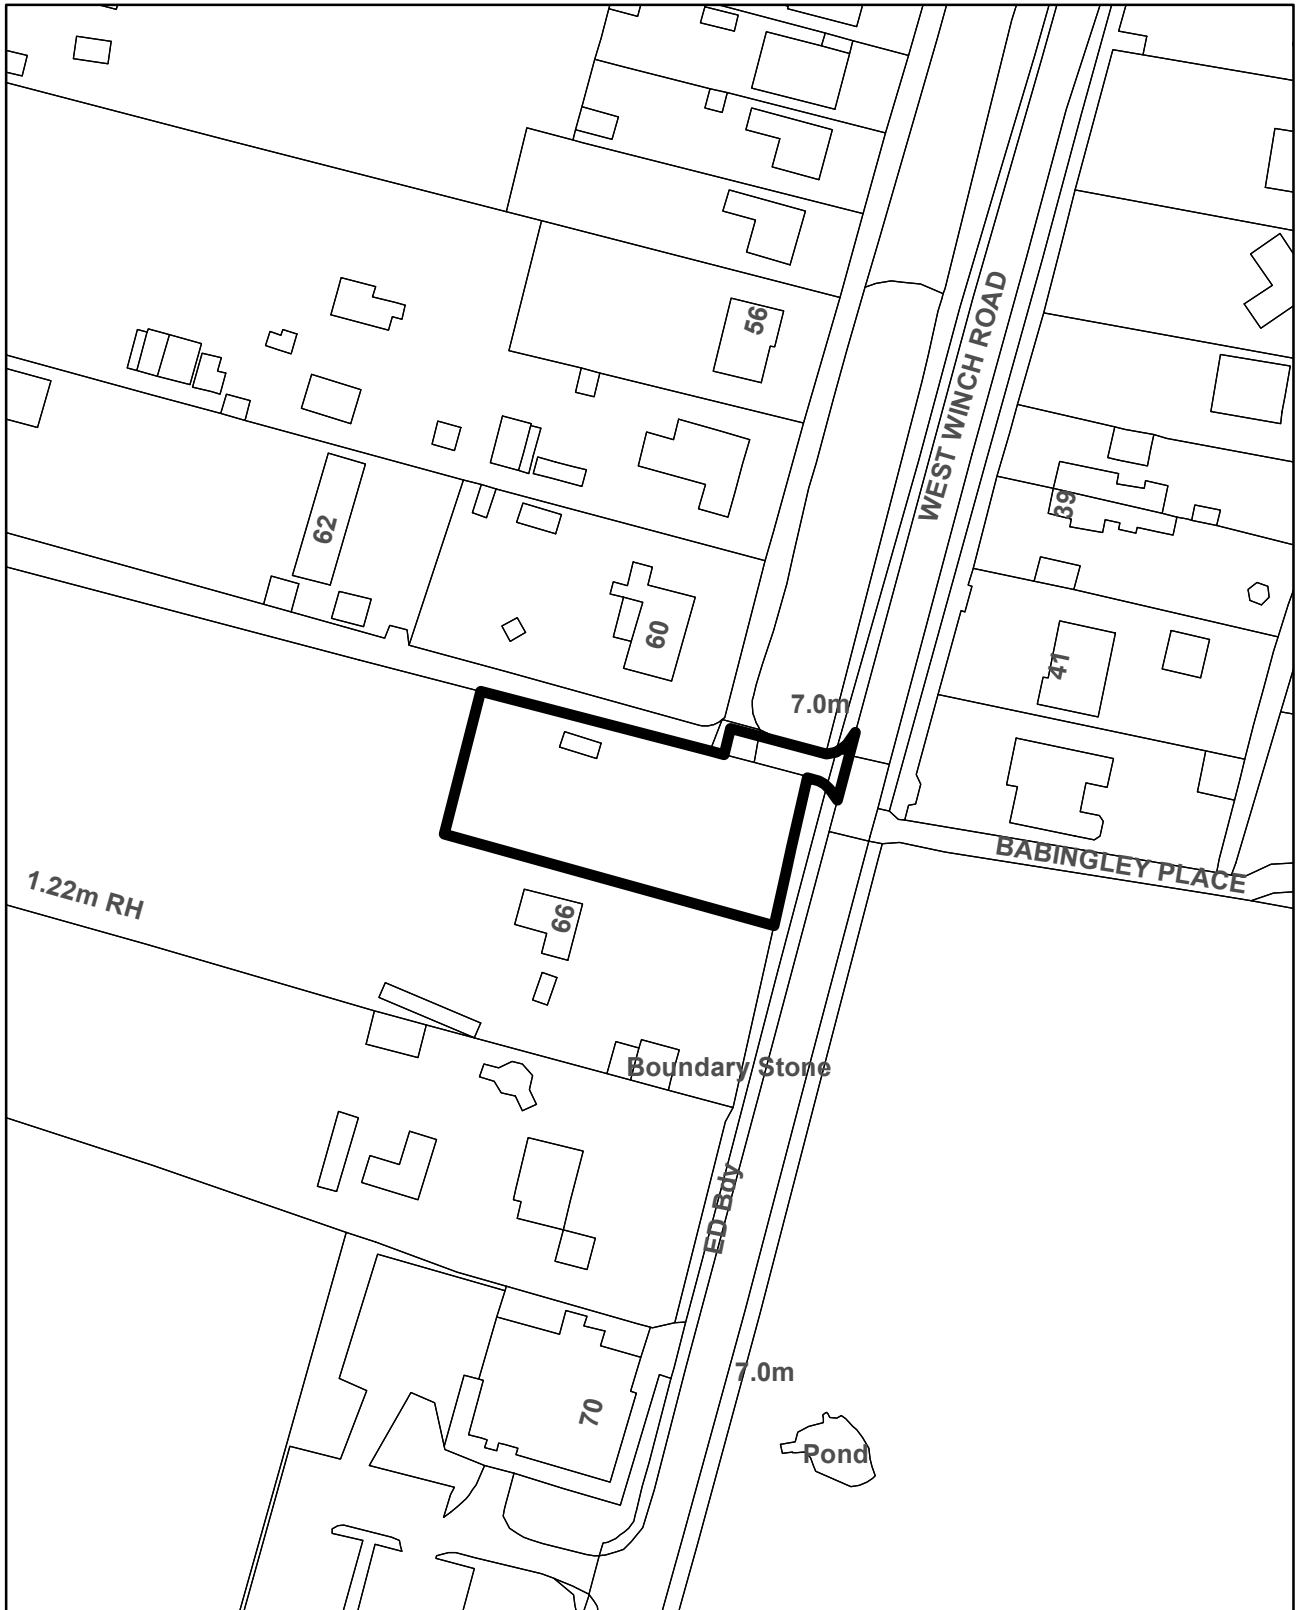 56
WEST WINCH ROAD
39
62
60
41
7.0m
BABINGLEY PLACE
1.22m RH
66
Boundary Stone
ED Bdy
7.0m
70
Pond